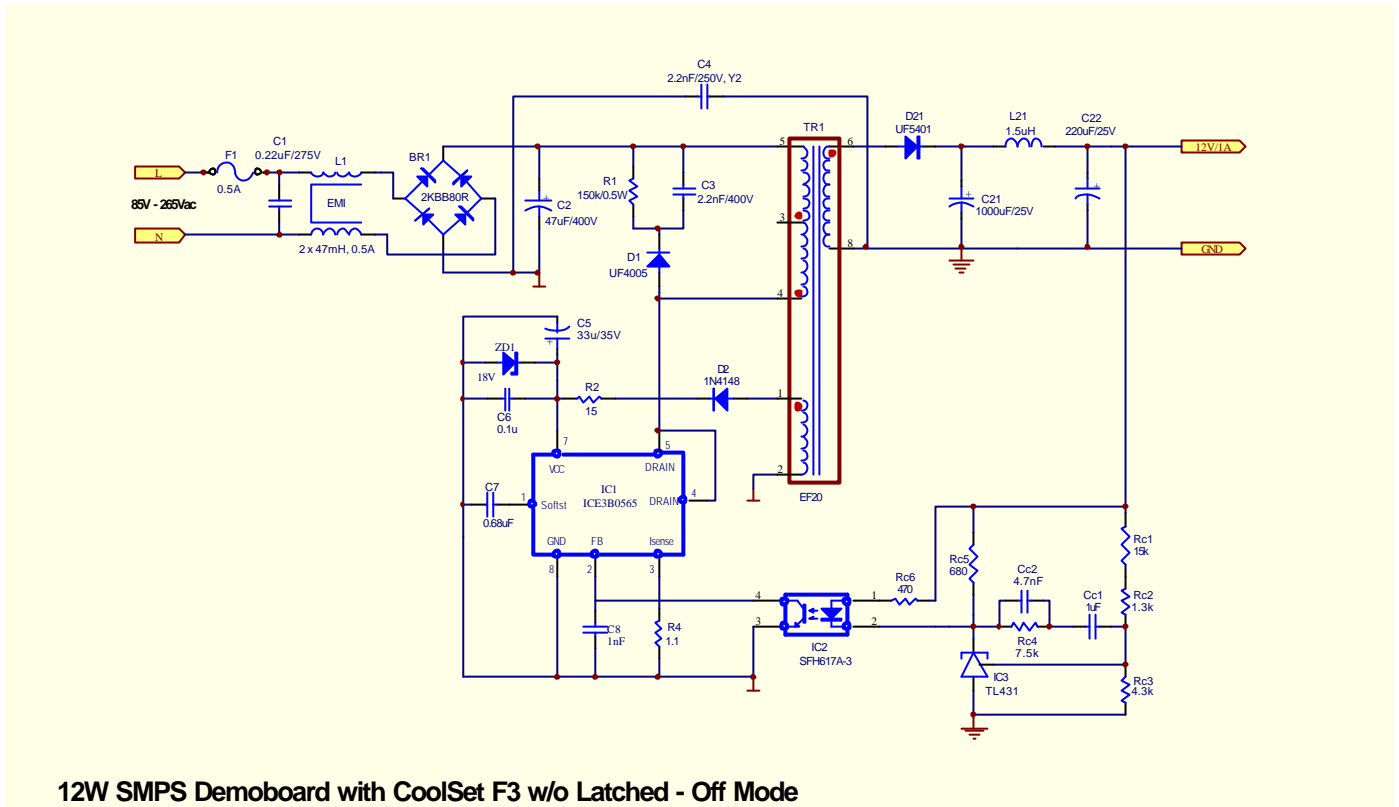 C4
2.2nF/250V, Y2
TR1
D21
UF5401
L21
1.5uH
C22
220uF/25V
5
6
12V/1A
F1
C1
0.22uF/275V
L1
BR1
L
0.5A
2KBB80R
R1
150k/0.5W
C3
2.2nF/400V
85V - 265Vac
EMI
C2
47uF/400V
C21
1000uF/25V
3
N
2 x 47mH, 0.5A
8
GND
D1
UF4005
4
C5
33u/35V
ZD1
18V
D2
1N4148
R2
15
1
C6
0.1u
7
5
VCC
DRAIN
2
C7
0.68uF
1
Softst
IC1
ICE3B0565
DRAIN
4
EF20
GND
FB
Isense
8
2
3
Rc1
15k
Rc5
680
Rc6
470
Cc2
4.7nF
Cc1
1uF
Rc2
1.3k
4
1
3
2
C8
1nF
R4
1.1
IC2
SFH617A-3
Rc4
7.5k
IC3
TL431
Rc3
4.3k
12W SMPS Demoboard with CoolSet F3 w/o Latched - Off Mode